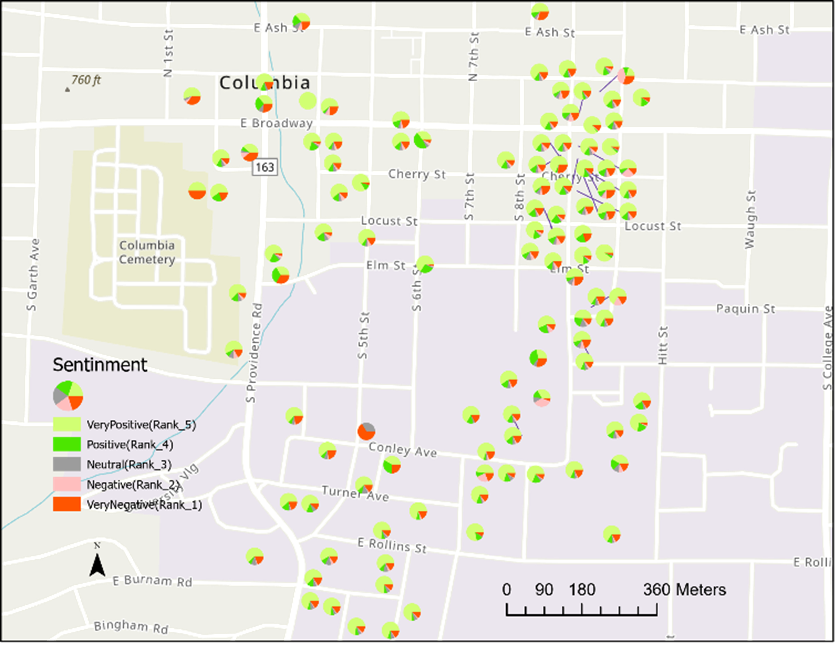 E Ash St
E Ash St
E Ash St
N 1st St
N 7th St
760 ft
Columbia
E Broadway
163
Cherry St
Cherry St
S 7th St
S 8th St
Locust St
Locust St
Waugh St
Columbia
Cemetery
S Garth Ave
Elm St
Elm St
S 6th St
Paquin St
S Providence Rd
S 5th St
Hitt St
S College Ave
Sentinment
VeryPositive(Rank_5)
Positive(Rank_4)
Neutral(Rank_3)
Negative(Rank_2)
VeryNegative(Rank_1)
Conley Ave
Turner Ave
E Rollins St
E Rolli
N
E Burnam Rd
Bingham Rd
0 90 180 360 Meters